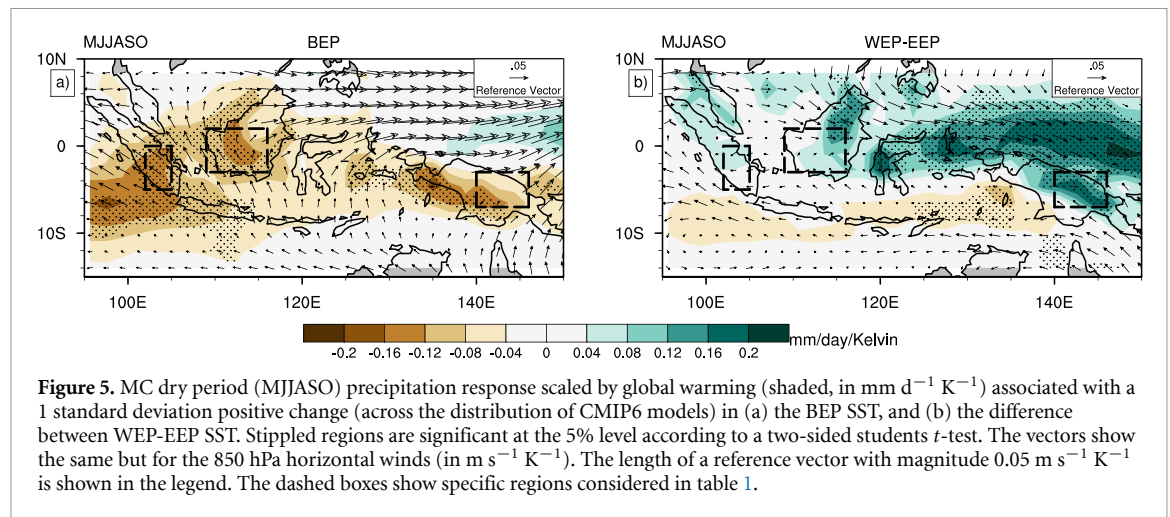 MJJASO BEP MJJASO WEP-EEP
10N 10N
a) .05 b) .05
Reference Vector Reference Vector
0 0
10S 10S
100E 120E 140E 100E 120E 140E
mm/day/Kelvin
-0.2 -0.16 -0.12 -0.08 -0.04 0 0.04 0.08 0.12 0.16 0.2
Figure 5. MC dry period (MJJASO) precipitation response scaled by global warming (shaded, in mm d⁻¹ K⁻¹) associated with a
1 standard deviation positive change (across the distribution of CMIP6 models) in (a) the BEP SST, and (b) the difference
between WEP-EEP SST. Stippled regions are significant at the 5% level according to a two-sided students t-test. The vectors show
the same but for the 850 hPa horizontal winds (in m s⁻¹ K⁻¹). The length of a reference vector with magnitude 0.05 m s⁻¹ K⁻¹
is shown in the legend. The dashed boxes show specific regions considered in table 1.